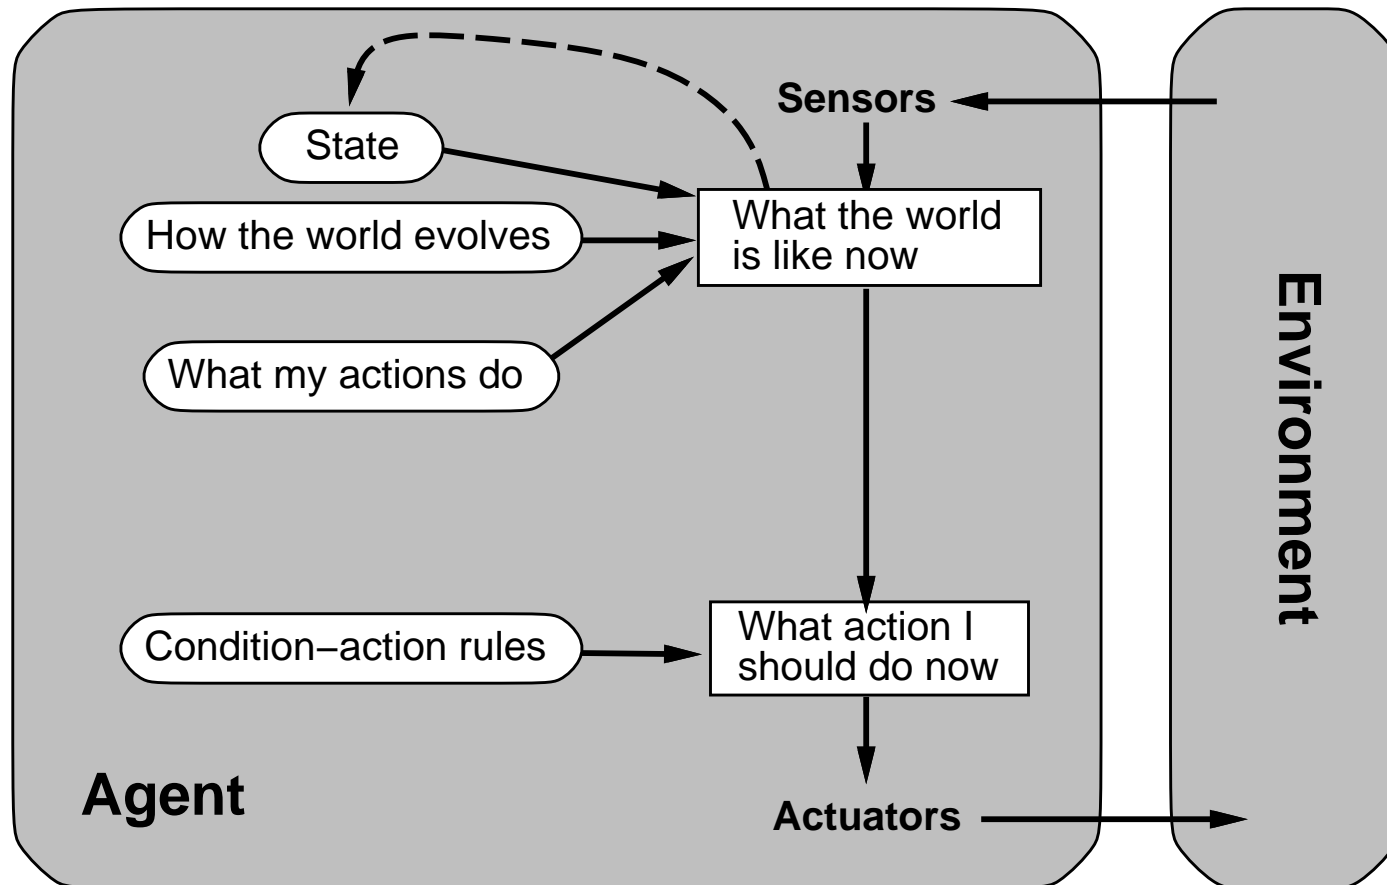 Sensors
State
What the world
is like now
How the world evolves
What my actions do
Environment
Condition−action rules
What action I
should do now
Agent
Actuators